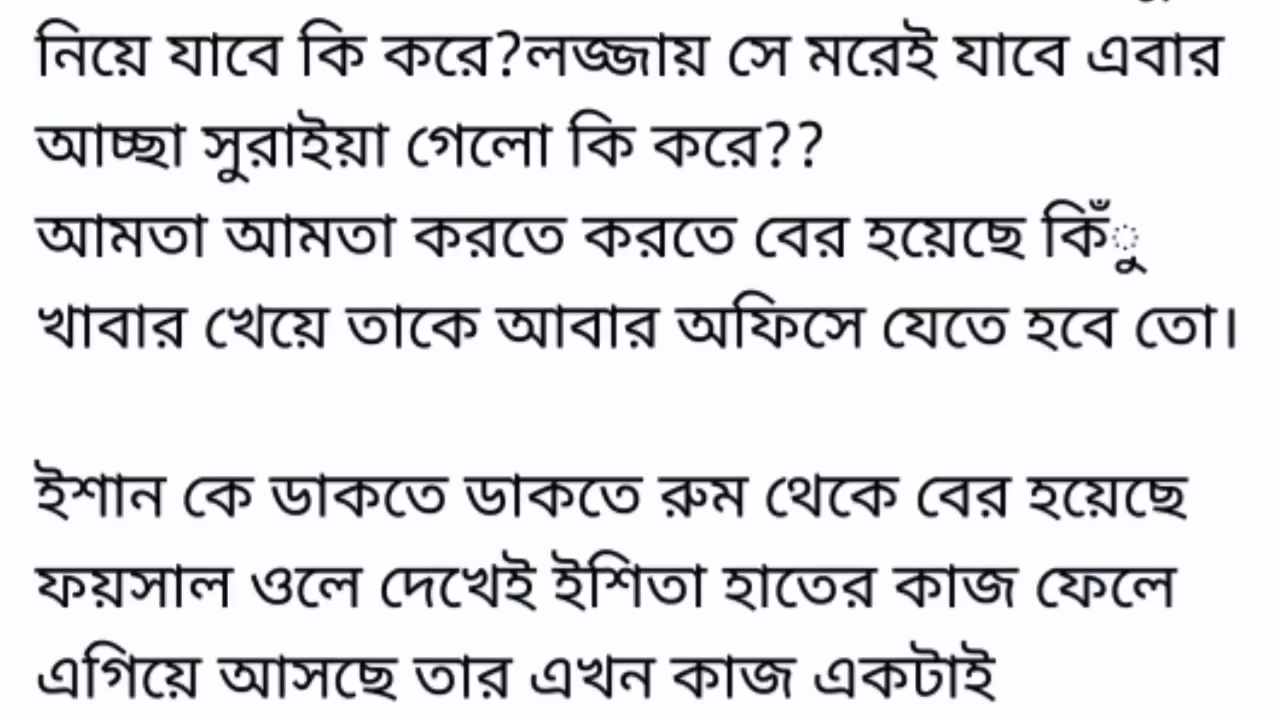 নিয়ে যাবে কি করে?লজ্জায় সে মরেই যাবে এবার
আচ্ছা সুরাইয়া গেলো কি করে??
আমতা আমতা করতে করতে বের হয়েছে কিঁু
খাবার খেয়ে তাকে আবার অফিসে যেতে হবে তো।
ইশান কে ডাকতে ডাকতে রুম থেকে বের হয়েছে
ফয়সাল ওলে দেখেই ইশিতা হাতের কাজ ফেলে
এগিয়ে আসছে তার এখন কাজ একটাই